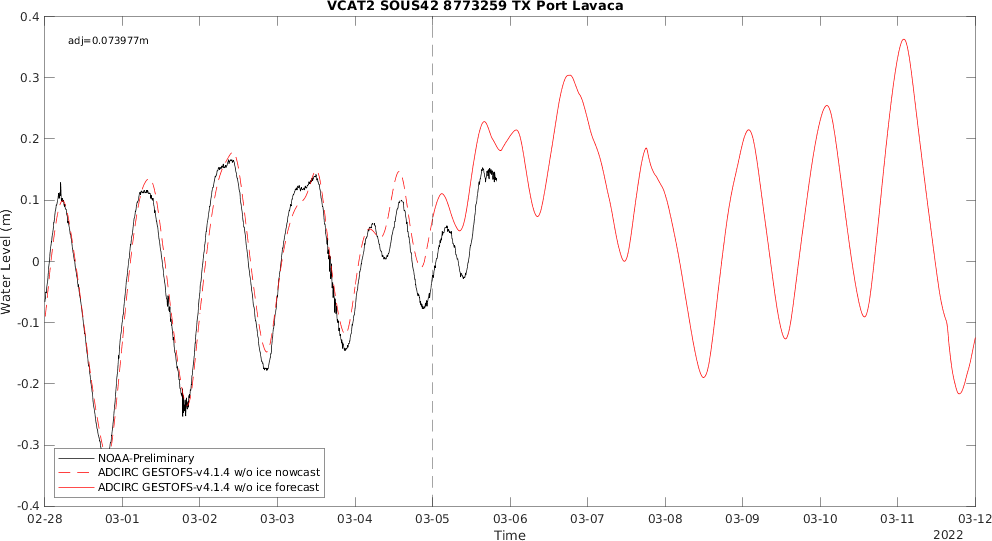 VCAT2 SOUS42 8773259 TX Port Lavaca
adj=0.073977m
Water Level (m)
0.4
0.3
0.2
0.1
0
-0.1
-0.2
-0.3
-0.4
NOAA-Preliminary
ADCIRC GESTOFS-v4.1.4 w/o ice nowcast
ADCIRC GESTOFS-v4.1.4 w/o ice forecast
02-28 03-01 03-02 03-03 03-04 03-05 03-06 03-07 03-08 03-09 03-10 03-11 03-12
Time
2022